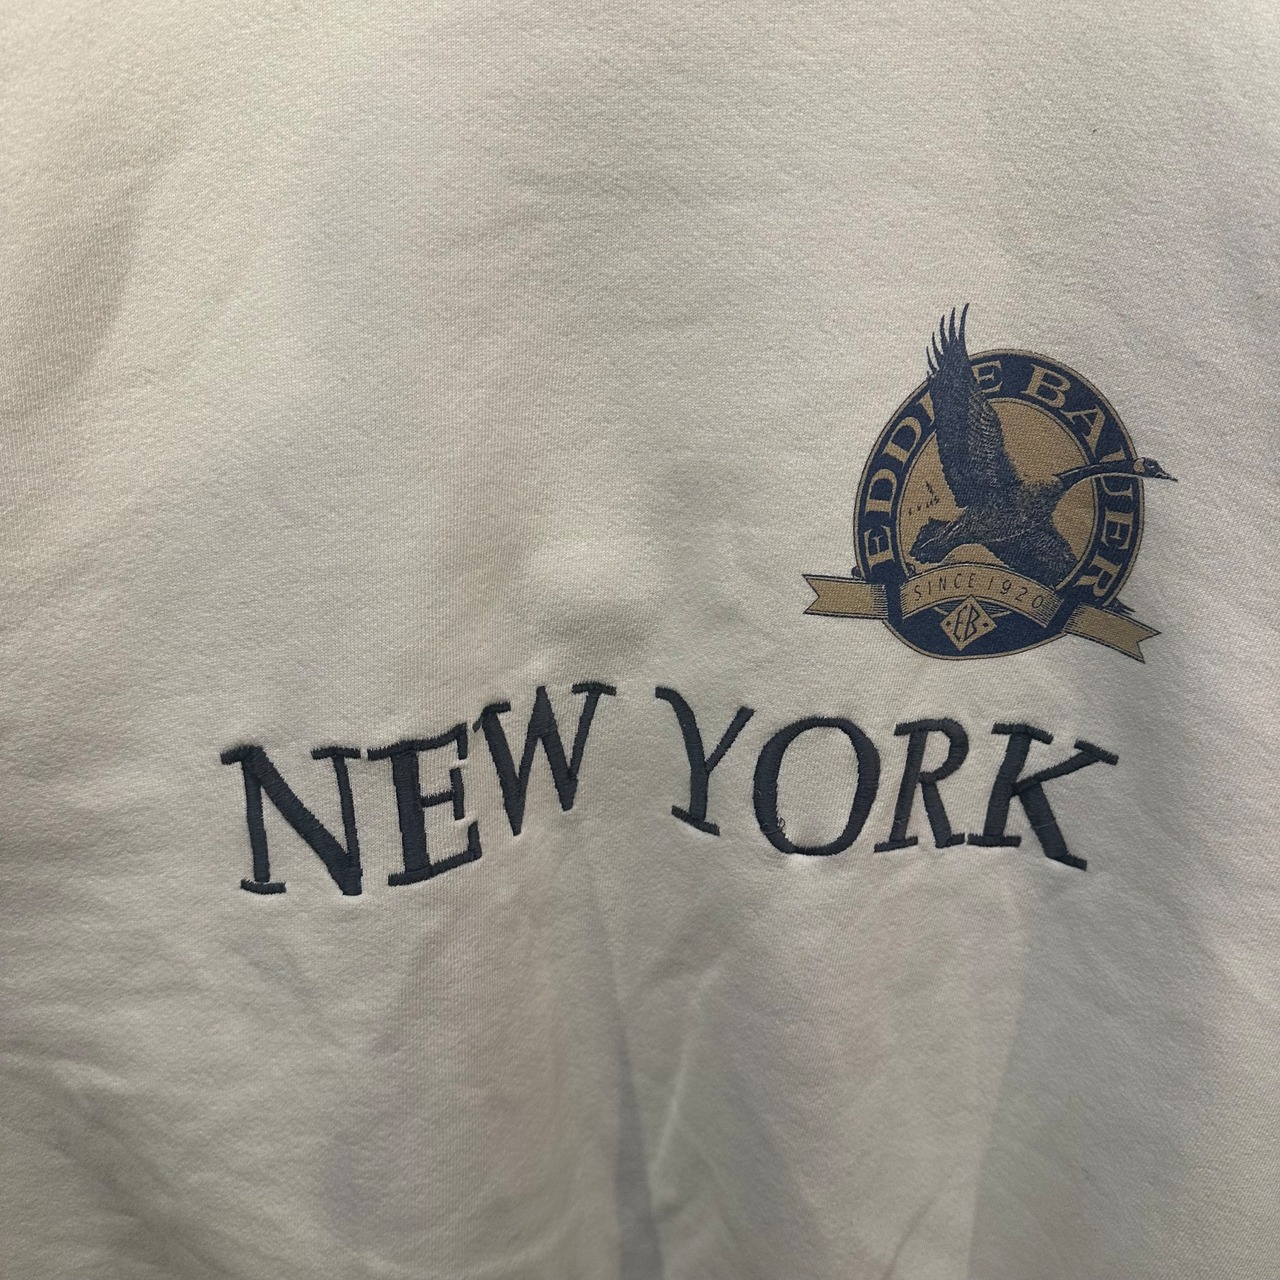 EDDIE BAUER
SINCE 1920
EB
NEW YORK